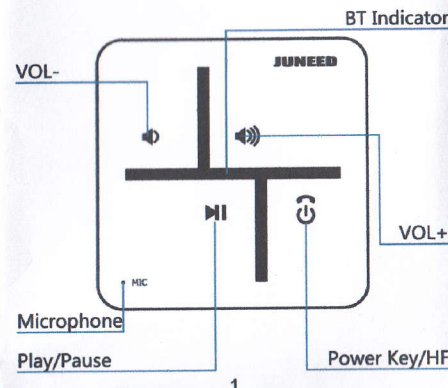 BT Indicator
JUNEED
VOL-
VOL+
MIC
Microphone
Play/Pause
Power Key/HF
1